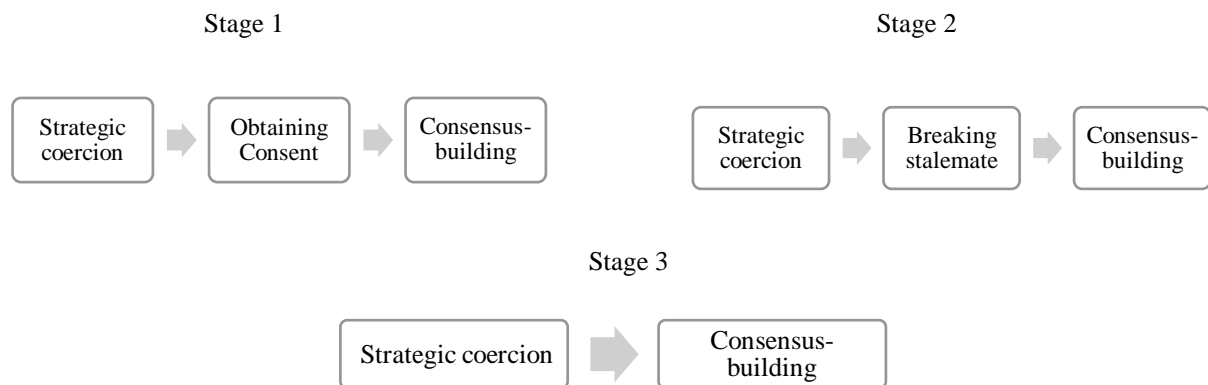 Stage 1
Strategic
coercion
Obtaining
Consent
Consensus-
building
Stage 2
Strategic
coercion
Breaking
stalemate
Consensus-
building
Stage 3
Strategic coercion
Consensus-
building